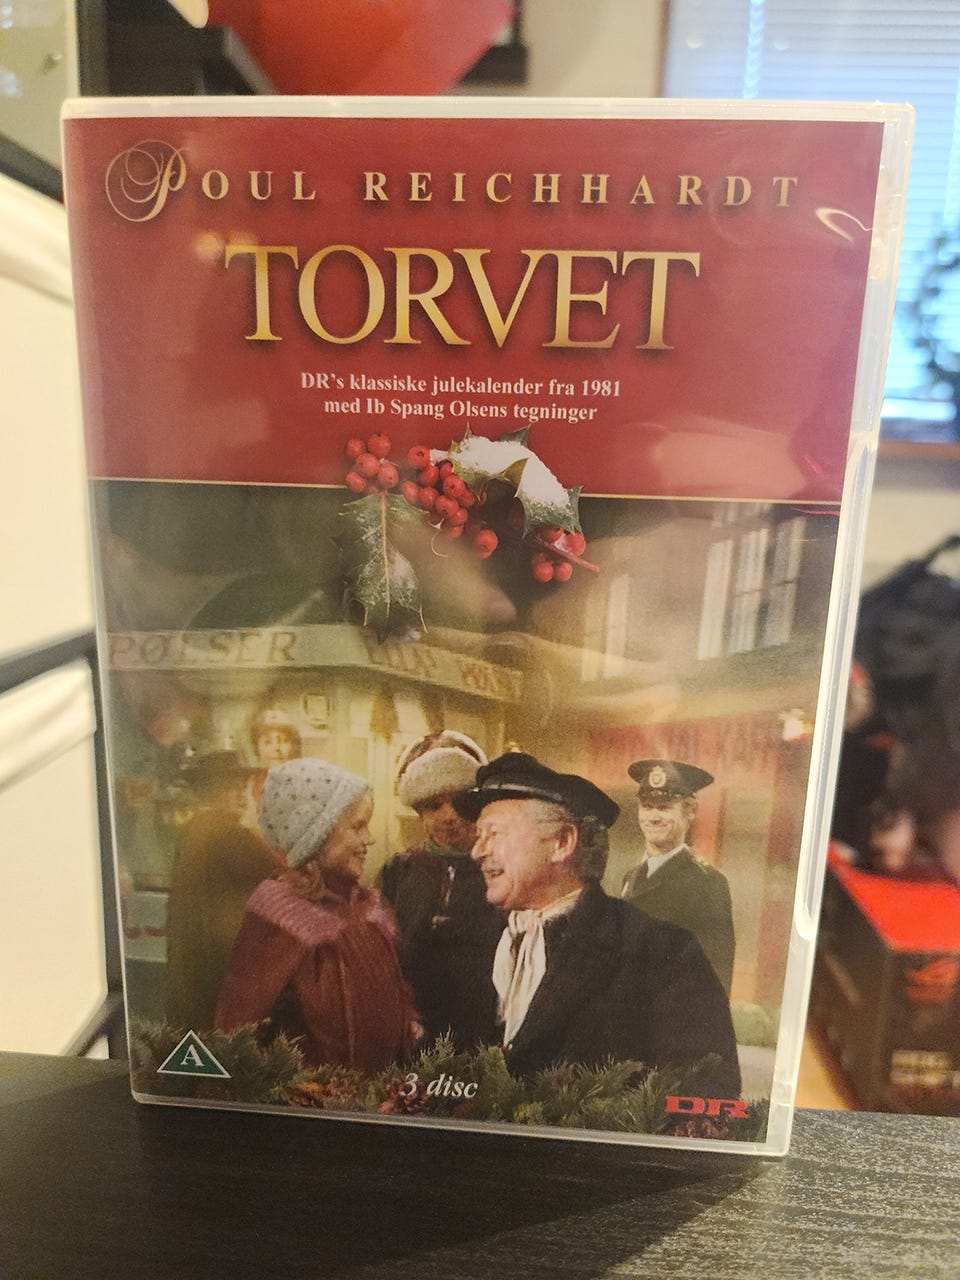 POUL REICHHARDT
TORVET
DR's klassiske julekalender fra 1981
med Ib Spang Olsens tegninger
PØLSER
A
3 disc
DR